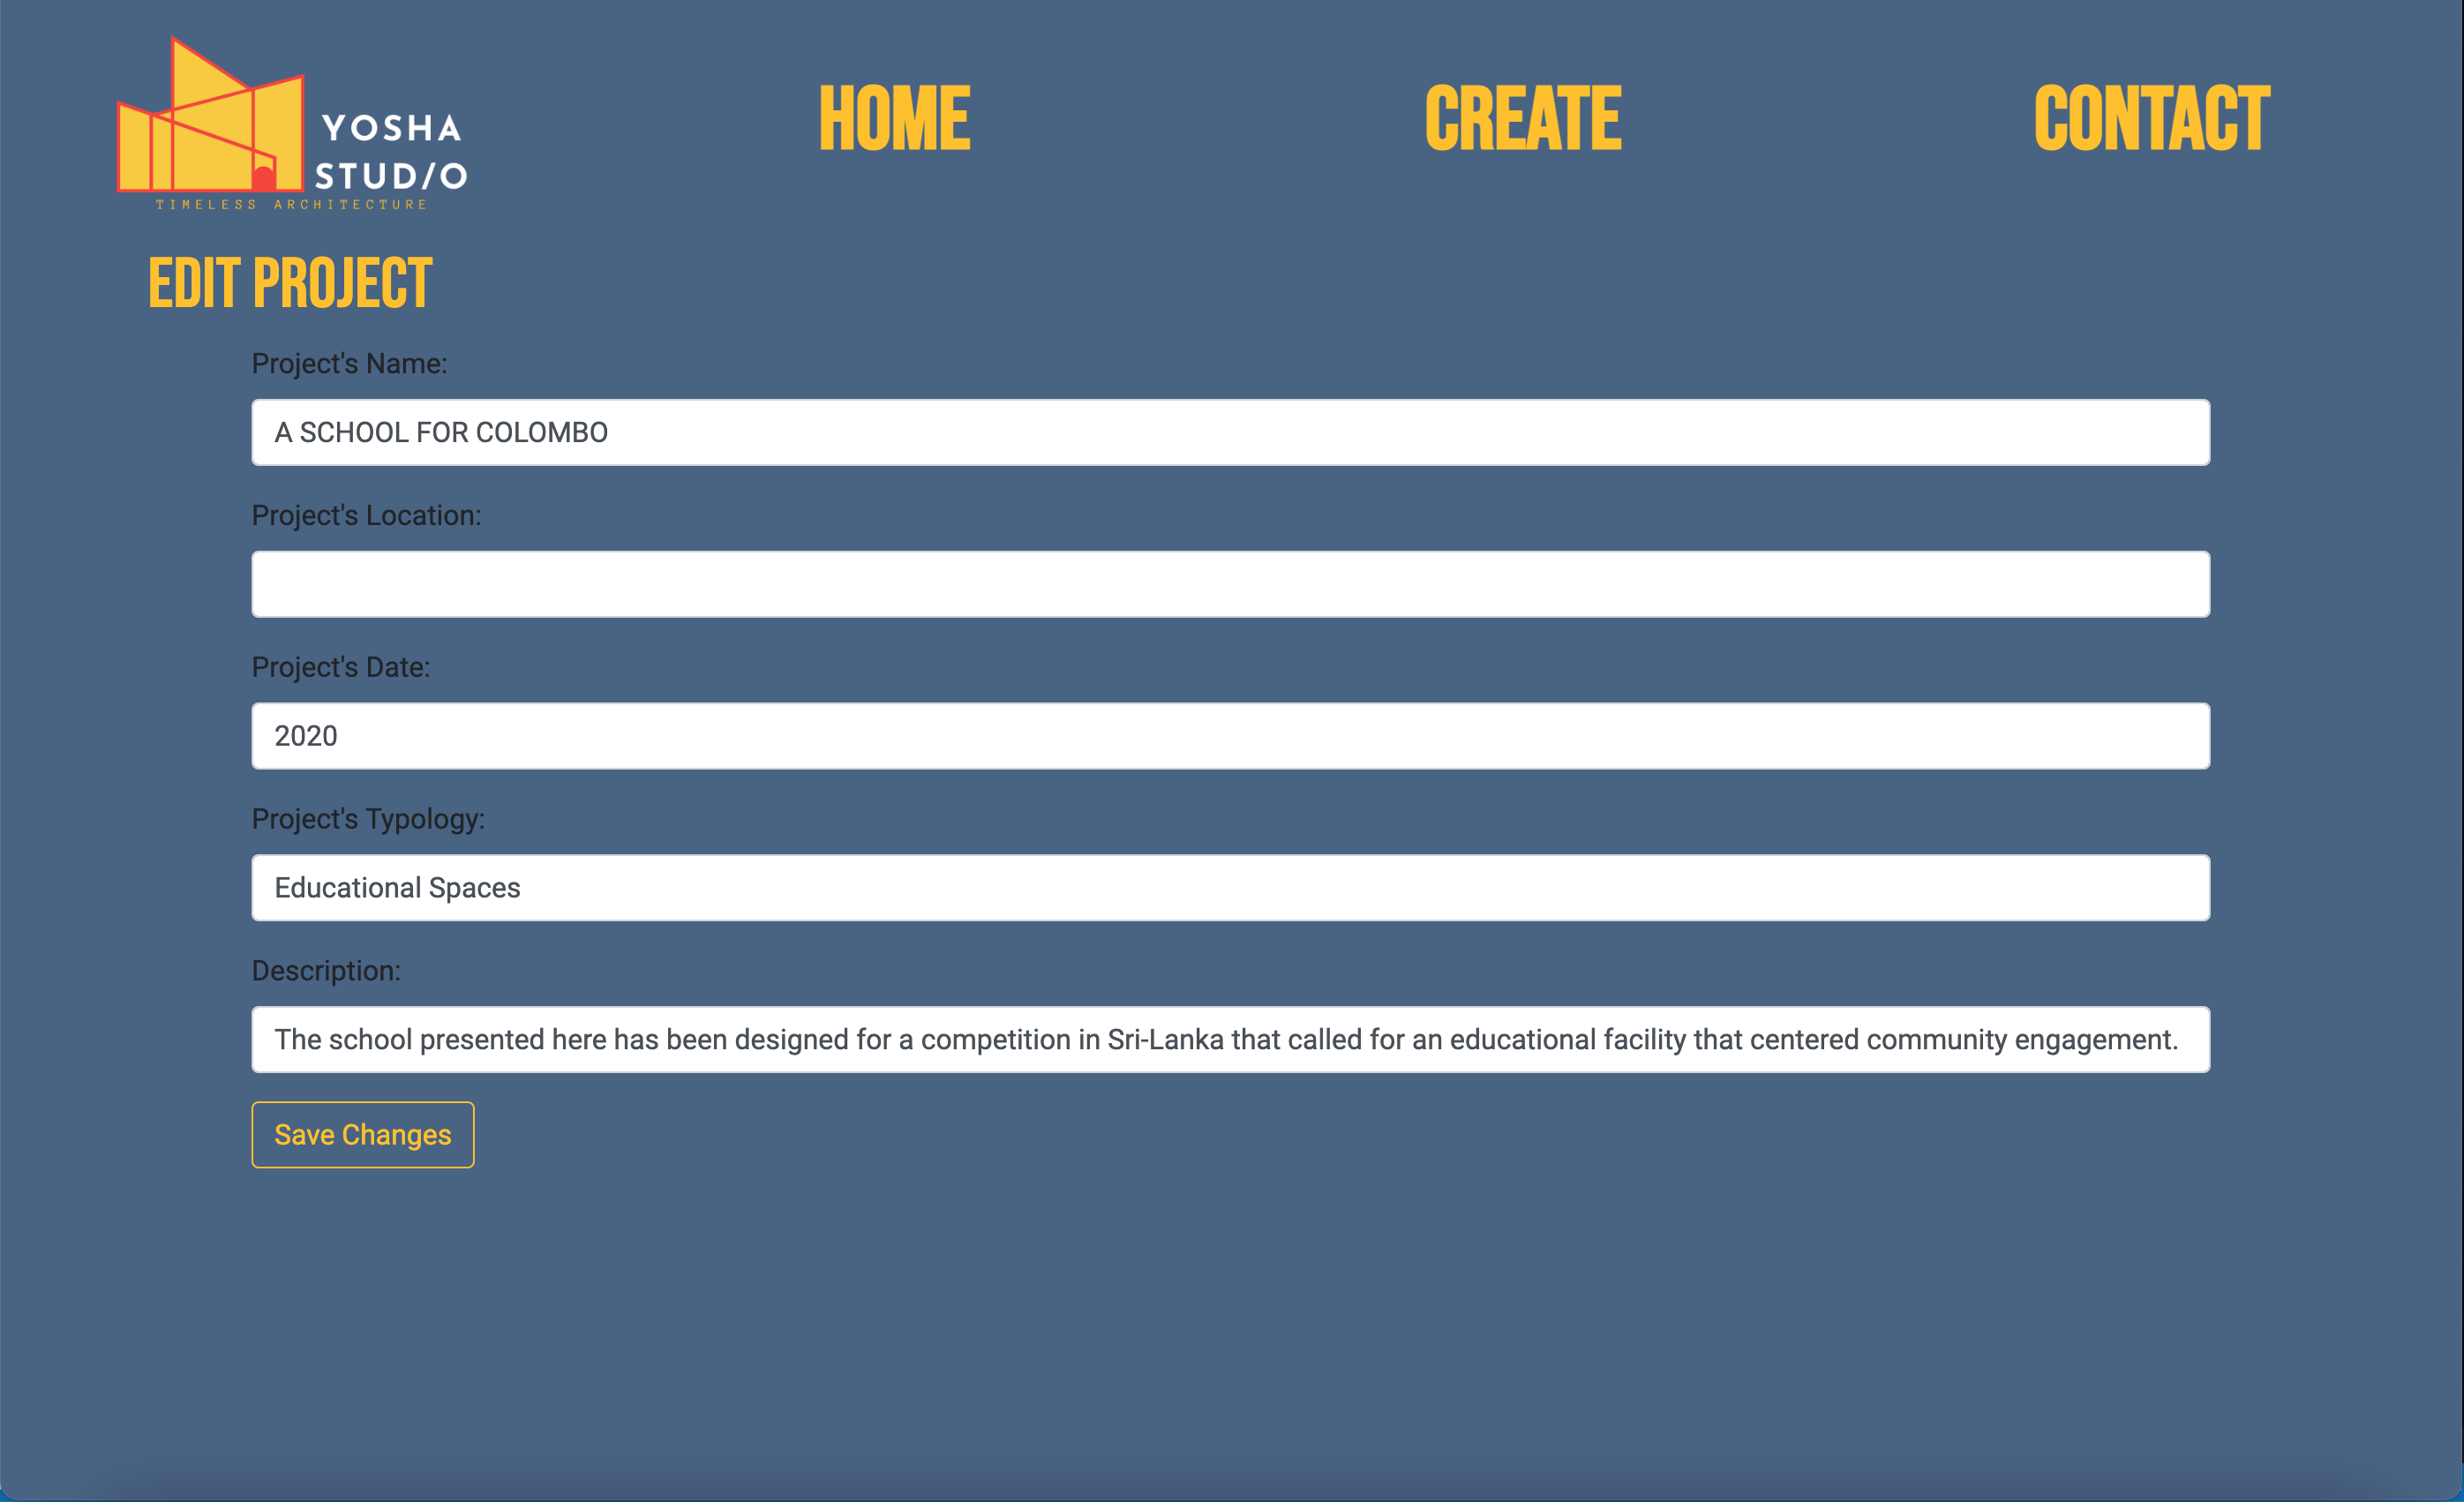 YOSHA
STUD/O
TIMELESS ARCHITECTURE
HOME
CREATE
CONTACT
EDIT PROJECT
Project's Name:
A SCHOOL FOR COLOMBO
Project's Location:
Project's Date:
2020
Project's Typology:
Educational Spaces
Description:
The school presented here has been designed for a competition in Sri-Lanka that called for an educational facility that centered community engagement.
Save Changes